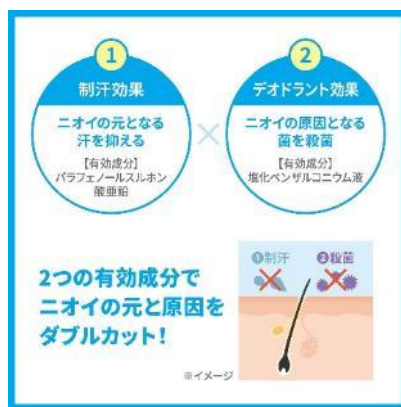 1
制汗効果
ニオイの元となる
汗を抑える
【有効成分】
パラフェノールスルホン
酸亜鉛
×
2
デオドラント効果
ニオイの原因となる
菌を殺菌
【有効成分】
塩化ベンザルコニウム液
2つの有効成分で
ニオイの元と原因を
ダブルカット!
❶制汗
❷殺菌
※イメージ